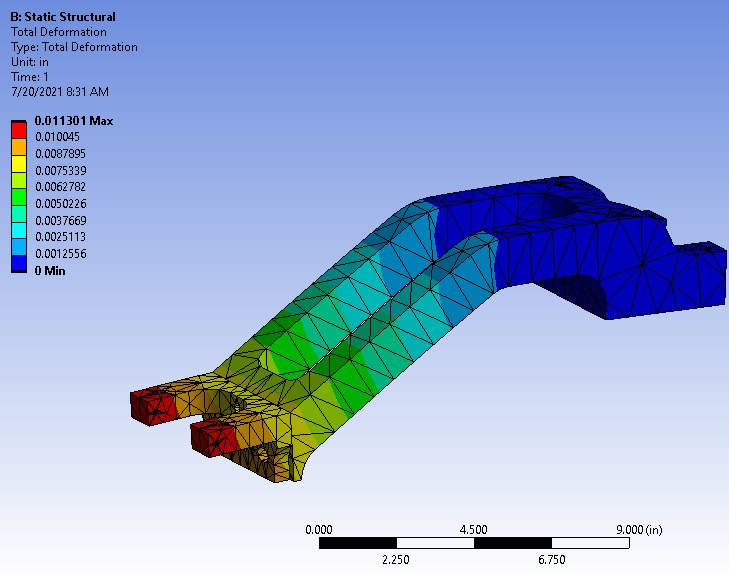 B: Static Structural
Total Deformation
Type: Total Deformation
Unit: in
Time: 1
7/20/2021 8:31 AM
0.011301 Max
0.010045
0.0087895
0.0075339
0.0062782
0.0050226
0.0037669
0.0025113
0.0012556
0 Min
0.000 4.500 9.000 (in)
2.250 6.750